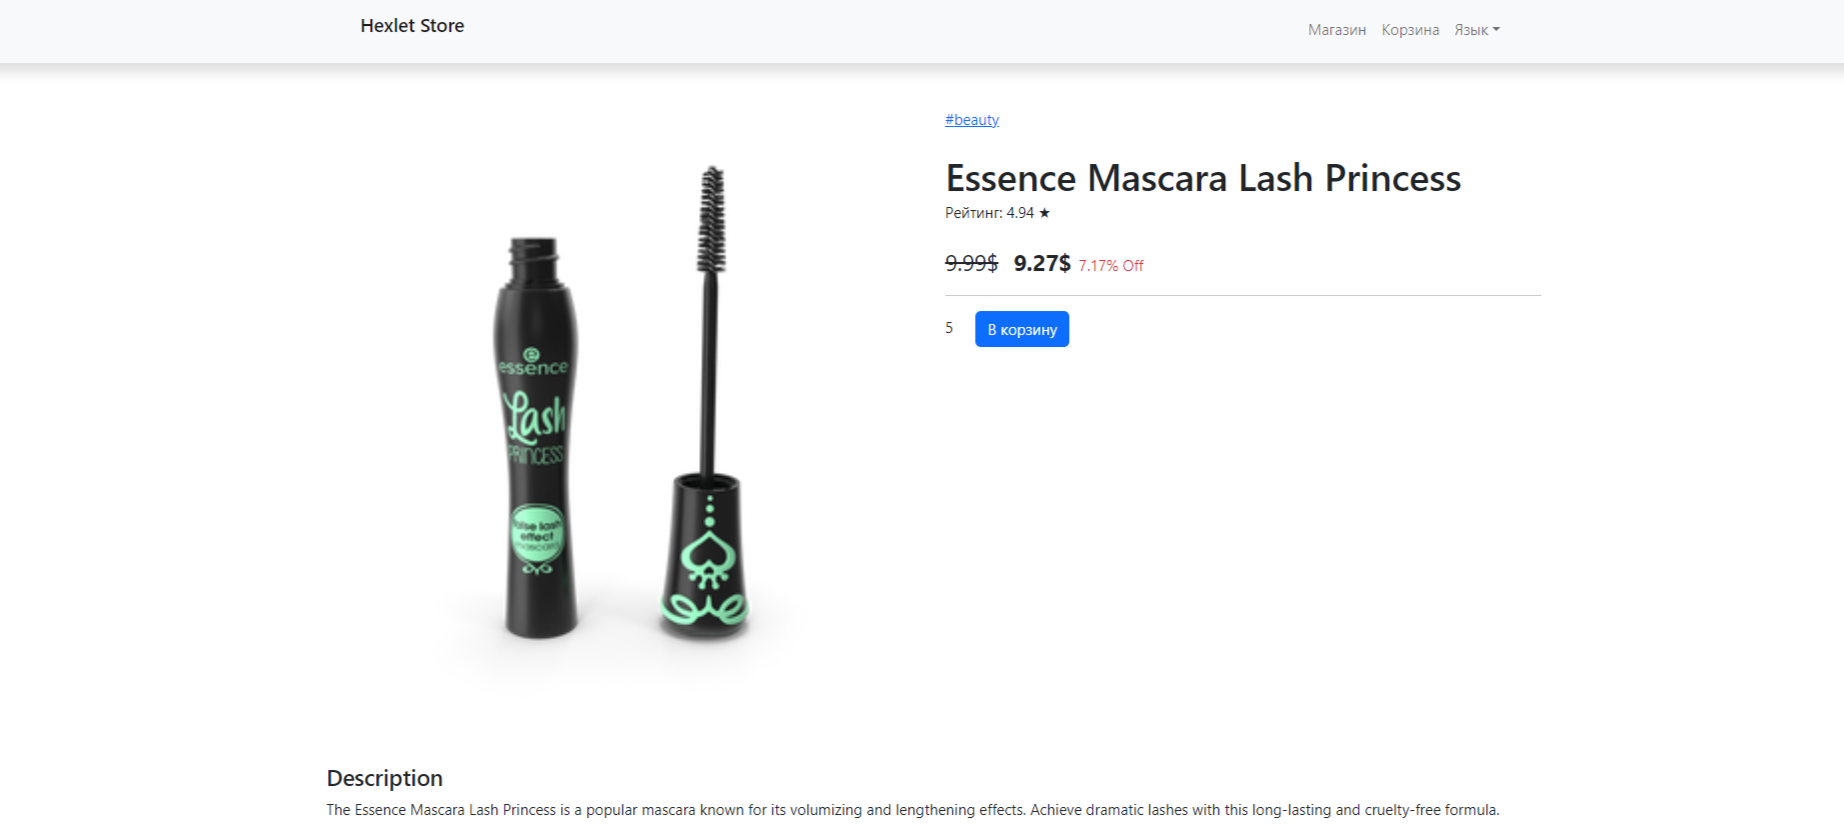 Hexlet Store
Магазин Корзина Язык
#beauty
Essence Mascara Lash Princess
Рейтинг: 4.94 ★
9.99$ 9.27$ 7.17% Off
5 В корзину
essence
Lash
PRINCESS
false lash
effect
mascara
Description
The Essence Mascara Lash Princess is a popular mascara known for its volumizing and lengthening effects. Achieve dramatic lashes with this long-lasting and cruelty-free formula.